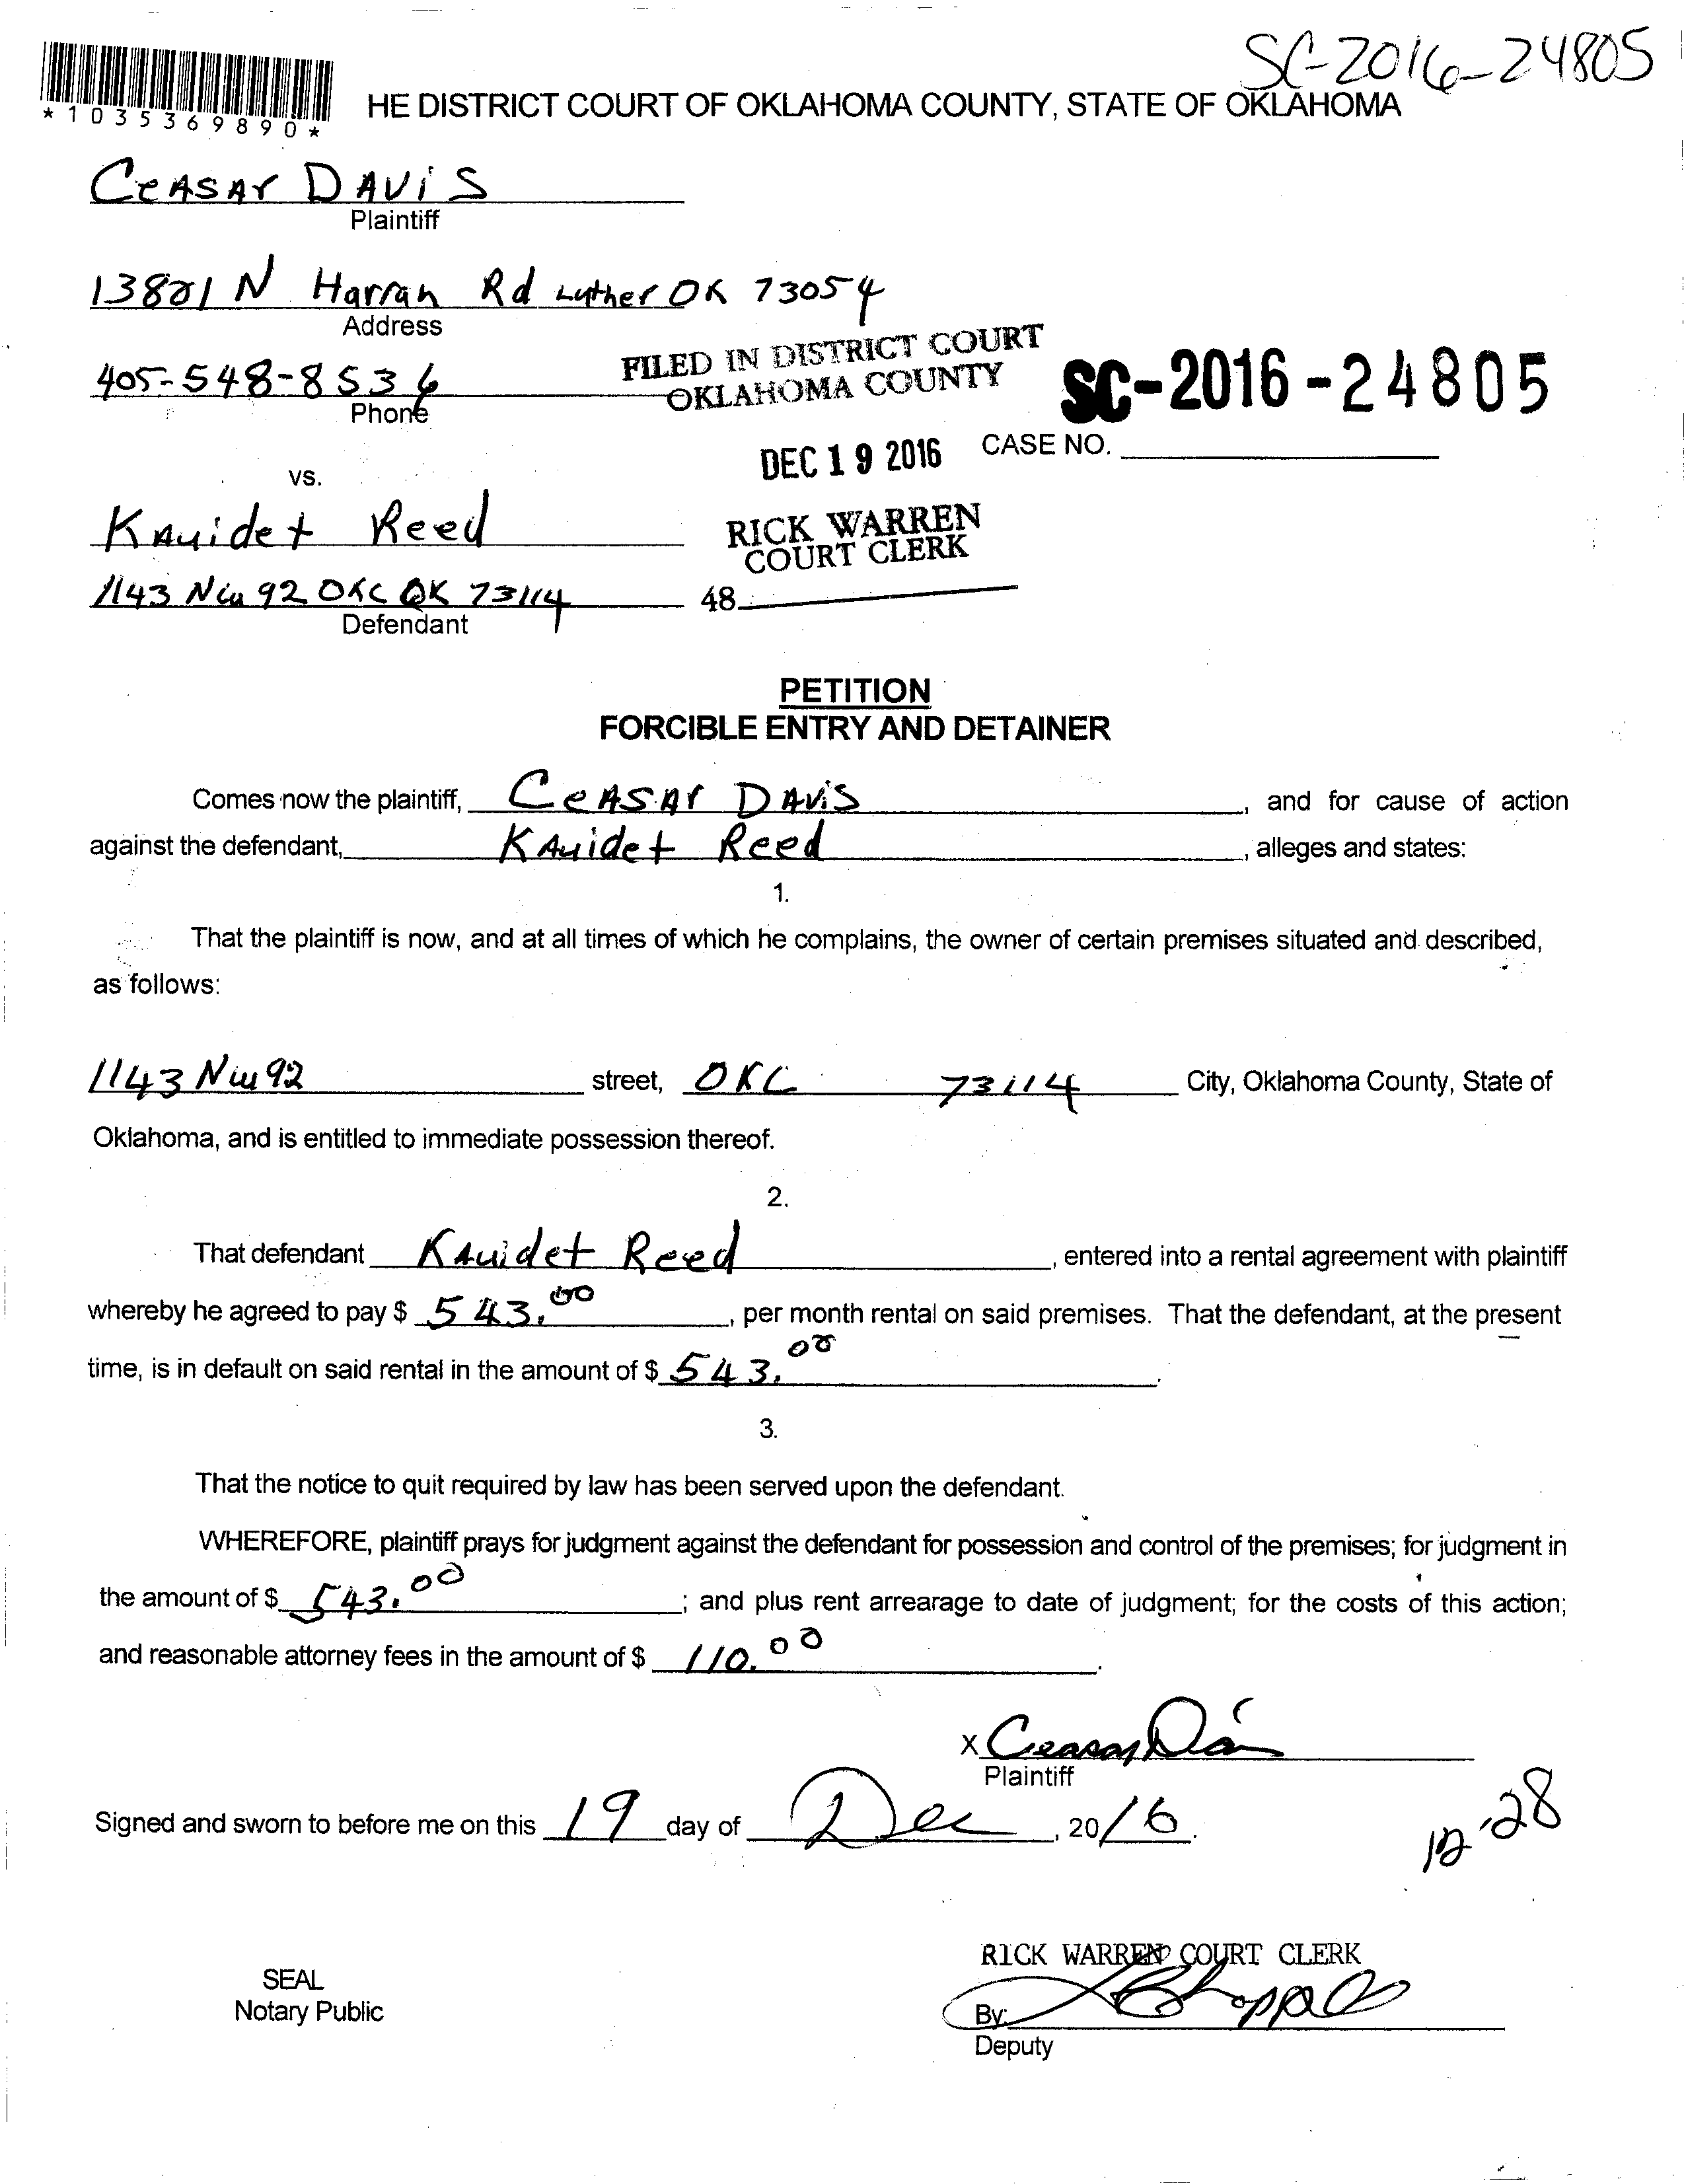 SC-2016-24805
*1035369890*
HE DISTRICT COURT OF OKLAHOMA COUNTY, STATE OF OKLAHOMA
CeASAr DAViS
Plaintiff
N Harrah Rd Luther OK 73054
Address
405-548-8536
Phone
FILED IN DISTRICT COURT
OKLAHOMA COUNTY
SC-2016-24805
DEC 19 2016
CASE NO.
vs.
RICK WARREN
COURT CLERK
Reed
1143 NW 92 OKC OK 73114
48
Defendant
PETITION
FORCIBLE ENTRY AND DETAINER
Comes now the plaintiff, CeASAr DAViS, and for cause of action
against the defendant, Reed, alleges and states:
1.
That the plaintiff is now, and at all times of which he complains, the owner of certain premises situated and described,
as follows:
1143 NW 92 street, OKC 73114 City, Oklahoma County, State of
Oklahoma, and is entitled to immediate possession thereof.
2.
That defendant Reed, entered into a rental agreement with plaintiff
whereby he agreed to pay $ 543.00, per month rental on said premises. That the defendant, at the present
time, is in default on said rental in the amount of $ 543.00.
3.
That the notice to quit required by law has been served upon the defendant.
WHEREFORE, plaintiff prays for judgment against the defendant for possession and control of the premises; for judgment in
the amount of $ 543.00; and plus rent arrearage to date of judgment; for the costs of this action;
and reasonable attorney fees in the amount of $ 110.00.
X Ceasar Davis
Plaintiff
Signed and sworn to before me on this 19 day of Dec, 2016.
12-28
RICK WARREN COURT CLERK
SEAL
Notary Public
By:
Deputy